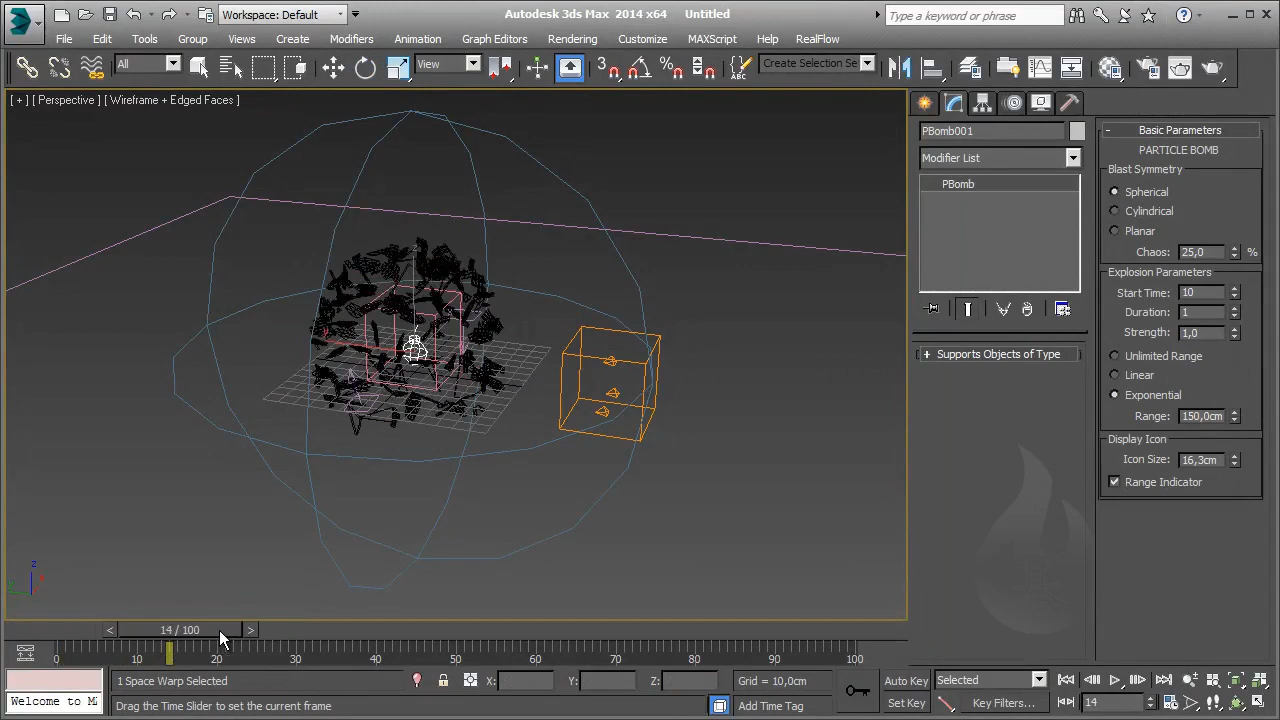 Workspace: Default
Autodesk 3ds Max 2014 x64 Untitled
Type a keyword or phrase
File Edit Tools Group Views Create Modifiers Animation Graph Editors Rendering Customize MAXScript Help RealFlow
All
View
3
Create Selection Se
[ + ] [ Perspective ] [ Wireframe + Edged Faces ]
PBomb001
Modifier List
PBomb
+ Supports Objects of Type
- Basic Parameters
PARTICLE BOMB
Blast Symmetry
Spherical
Cylindrical
Planar
Chaos: 25,0 %
Explosion Parameters
Start Time: 10
Duration: 1
Strength: 1,0
Unlimited Range
Linear
Exponential
Range: 150,0cm
Display Icon
Icon Size: 16,3cm
Range Indicator
z
z
< 14 / 100 >
0 10 20 30 40 50 60 70 80 90 100
1 Space Warp Selected
X: Y: Z:
Grid = 10,0cm
Auto Key
Selected
Welcome to M
Drag the Time Slider to set the current frame
Add Time Tag
Set Key
Key Filters...
14